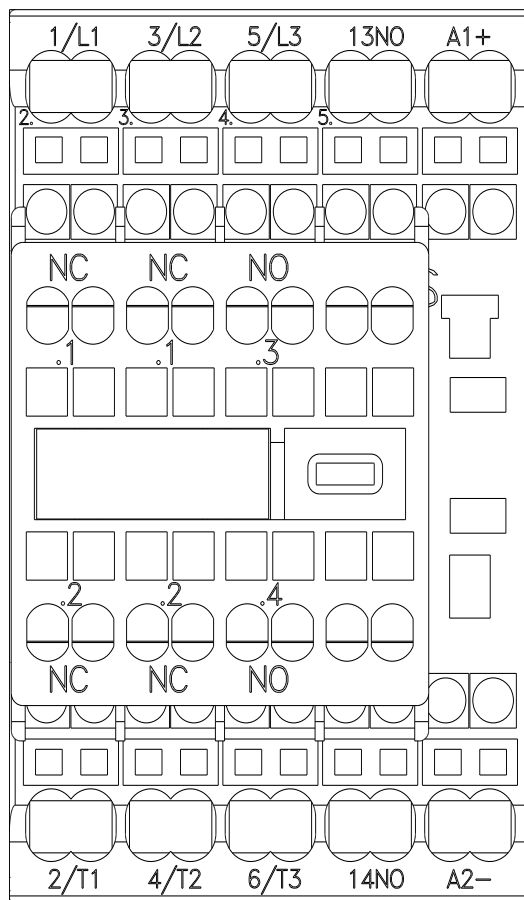 1/L1 3/L2 5/L3 13NO A1+
2. 3. 4. 5.
NC NC NO
.1 .1 .3
.2 .2 .4
NC NC NO
2/T1 4/T2 6/T3 14NO A2-